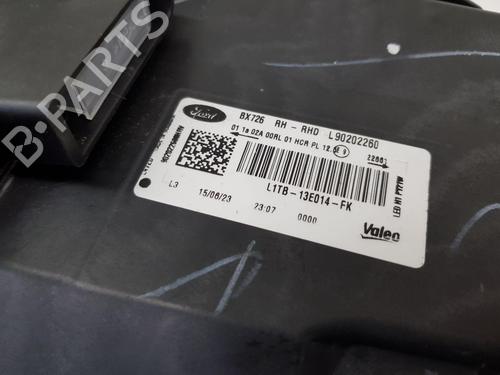 B-PARTS
Ford
BX726 RH - RHD L90202260
01 1a 02A 00RL 01 HCR PL 12.5E
L1TB-13E014-FK
L3 15/06/23 23:07 0000
Valeo